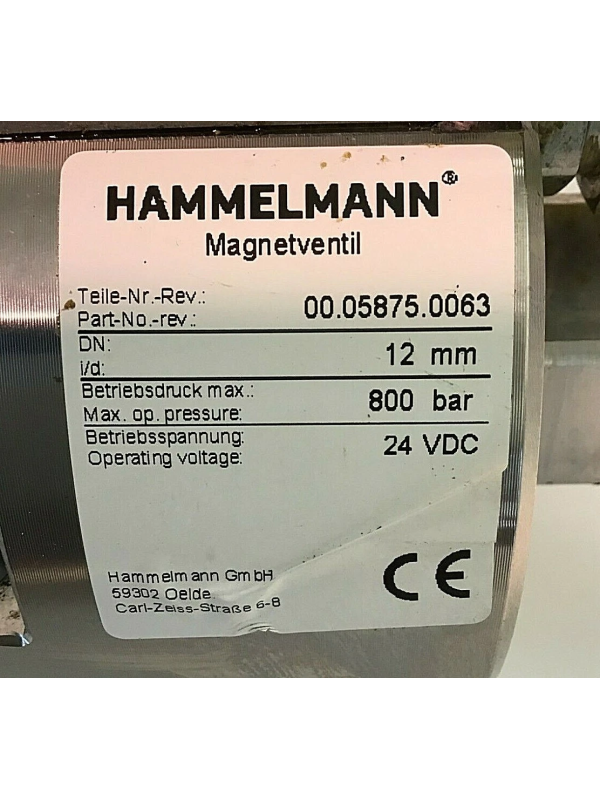 HAMMELMANN®
Magnetventil
Teile-Nr.-Rev.:
Part-No.-rev.: 00.05875.0063
DN:
i/d: 12 mm
Betriebsdruck max.:
Max. op. pressure: 800 bar
Betriebsspannung:
Operating voltage: 24 VDC
Hammelmann GmbH
59302 Oelde
Carl-Zeiss-Straße 6-8
CE